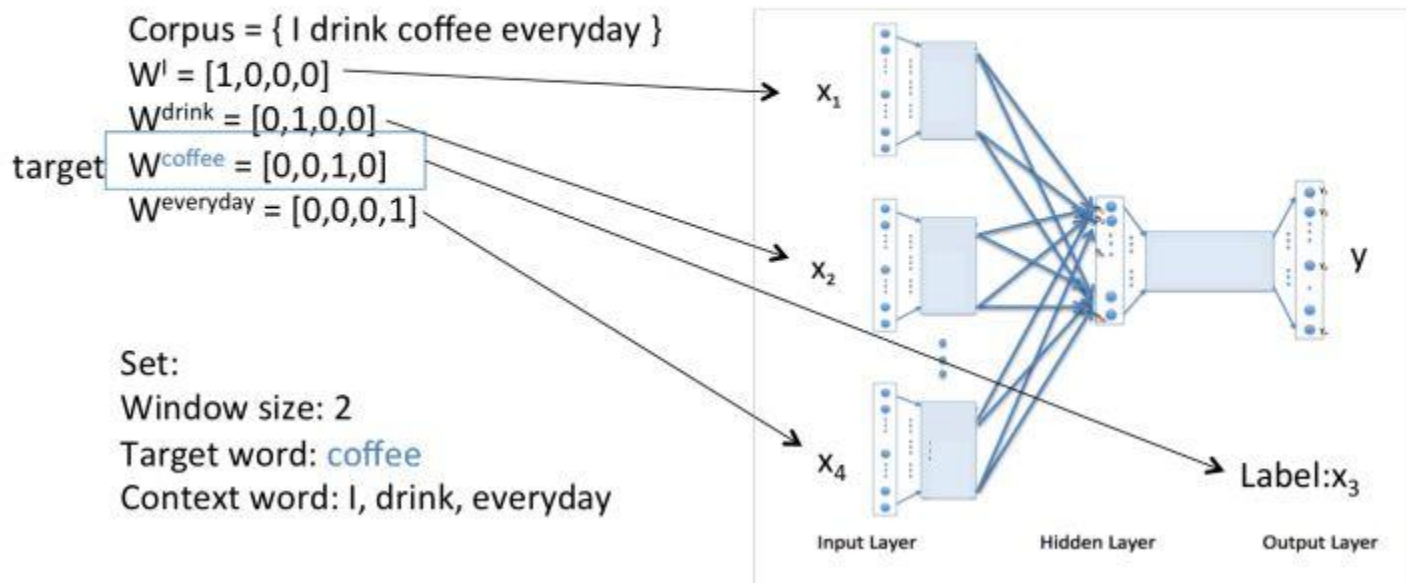 Corpus = { I drink coffee everyday }
W^I = [1,0,0,0]
W^drink = [0,1,0,0]
target W^coffee = [0,0,1,0]
W^everyday = [0,0,0,1]
Set:
Window size: 2
Target word: coffee
Context word: I, drink, everyday
x₁
x₂
x₄
y
Label:x₃
Input Layer
Hidden Layer
Output Layer